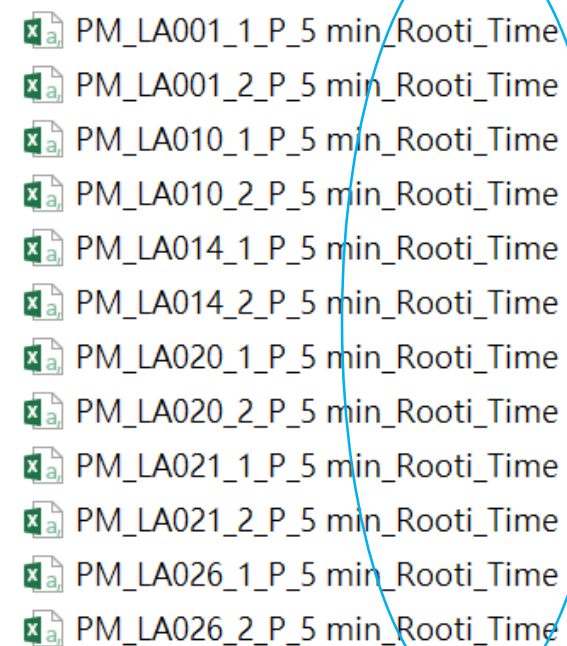 PM_LA001_1_P_5 min_Rooti_Time
PM_LA001_2_P_5 min_Rooti_Time
PM_LA010_1_P_5 min_Rooti_Time
PM_LA010_2_P_5 min_Rooti_Time
PM_LA014_1_P_5 min_Rooti_Time
PM_LA014_2_P_5 min_Rooti_Time
PM_LA020_1_P_5 min_Rooti_Time
PM_LA020_2_P_5 min_Rooti_Time
PM_LA021_1_P_5 min_Rooti_Time
PM_LA021_2_P_5 min_Rooti_Time
PM_LA026_1_P_5 min_Rooti_Time
PM_LA026_2_P_5 min_Rooti_Time